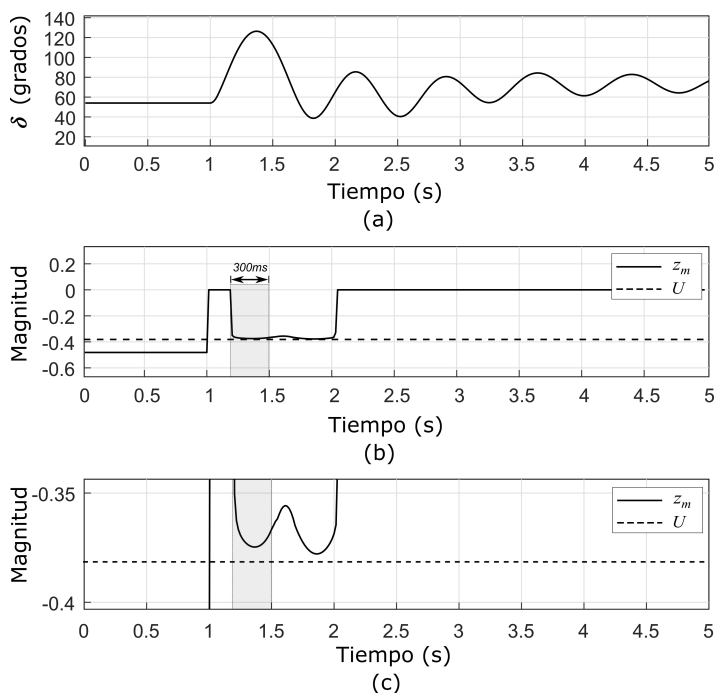 140
120
100
80
60
40
20
δ (grados)
0 0.5 1 1.5 2 2.5 3 3.5 4 4.5 5
Tiempo (s)
(a)
0.2
0
-0.2
-0.4
-0.6
Magnitud
300ms
z_m
U
0 0.5 1 1.5 2 2.5 3 3.5 4 4.5 5
Tiempo (s)
(b)
-0.35
-0.4
Magnitud
z_m
U
0 0.5 1 1.5 2 2.5 3 3.5 4 4.5 5
Tiempo (s)
(c)